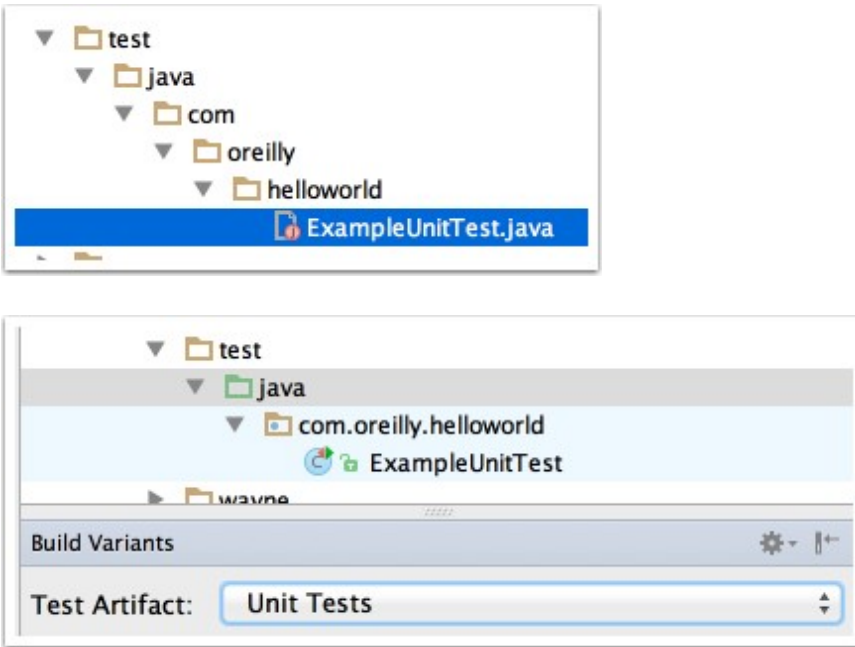 test
java
com
oreilly
helloworld
ExampleUnitTest.java
test
java
com.oreilly.helloworld
ExampleUnitTest
wayne
Build Variants
Test Artifact: Unit Tests